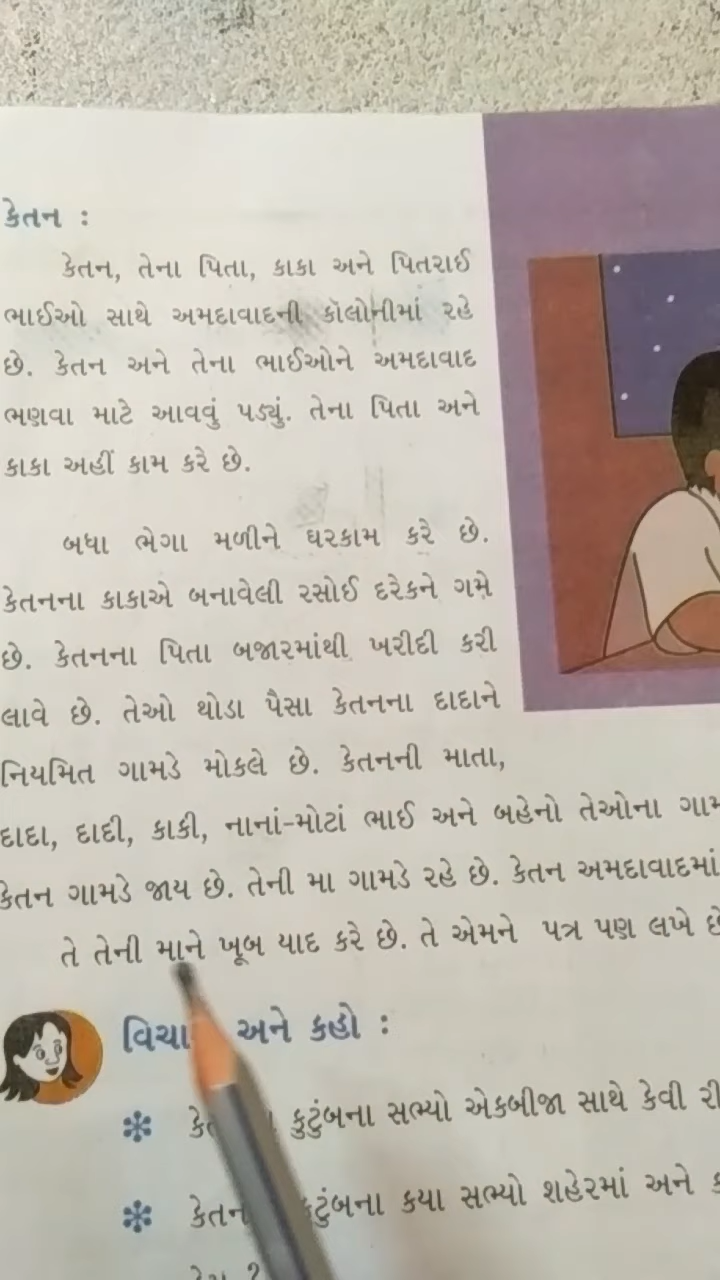 કેતન :
કેતન, તેના પિતા, કાકા અને પિતરાઈ
ભાઈઓ સાથે અમદાવાદની કૉલોનીમાં રહે
છે. કેતન અને તેના ભાઈઓને અમદાવાદ
ભણવા માટે આવવું પડ્યું. તેના પિતા અને
કાકા અહીં કામ કરે છે.
બધા ભેગા મળીને ઘરકામ કરે છે.
કેતનના કાકાએ બનાવેલી રસોઈ દરેકને ગમે
છે. કેતનના પિતા બજારમાંથી ખરીદી કરી
લાવે છે. તેઓ થોડા પૈસા કેતનના દાદાને
નિયમિત ગામડે મોકલે છે. કેતનની માતા,
દાદા, દાદી, કાકી, નાનાં-મોટાં ભાઈ અને બહેનો તેઓના
કેતન ગામડે જાય છે. તેની મા ગામડે રહે છે. કેતન અમદાવાદમાં
તે તેની માને ખૂબ યાદ કરે છે. તે એમને પત્ર પણ લખે છે
અને કહો :
કુટુંબના સભ્યો એકબીજા સાથે કેવી
કયા સભ્યો શહેરમાં અને